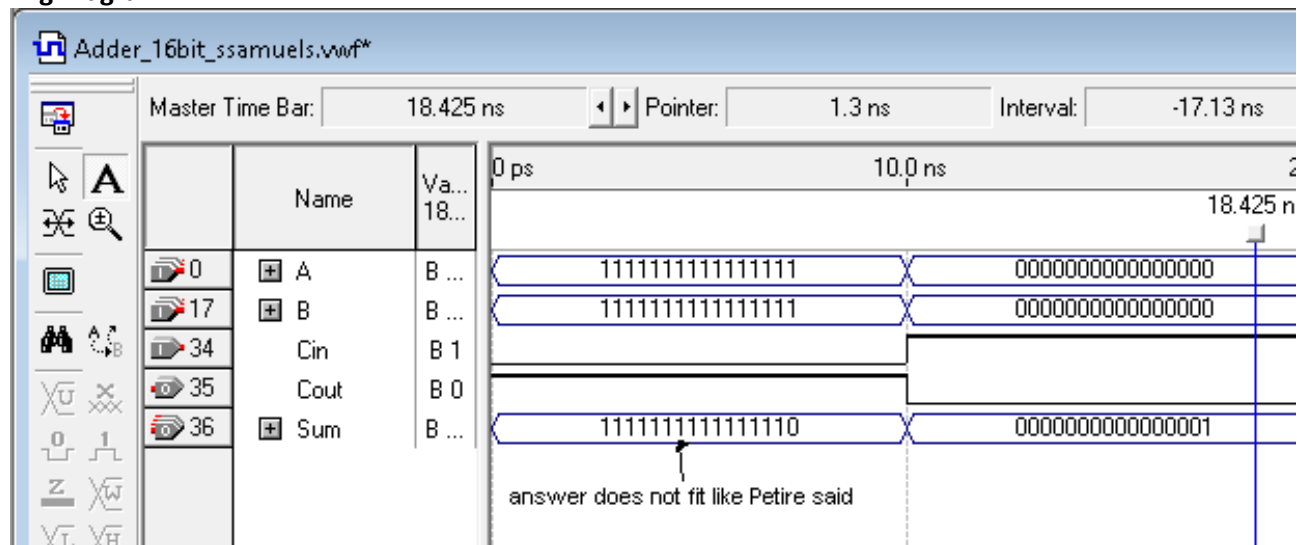 Adder_16bit_ssamuels.vwf*
Master Time Bar: 18.425 ns Pointer: 1.3 ns Interval: -17.13 ns
Name Va... 18... 0 ps 10.0 ns 2
18.425 n
0 A B ... 1111111111111111 0000000000000000
17 B B ... 1111111111111111 0000000000000000
34 Cin B 1
35 Cout B 0
36 Sum B ... 1111111111111110 0000000000000001
answer does not fit like Petire said